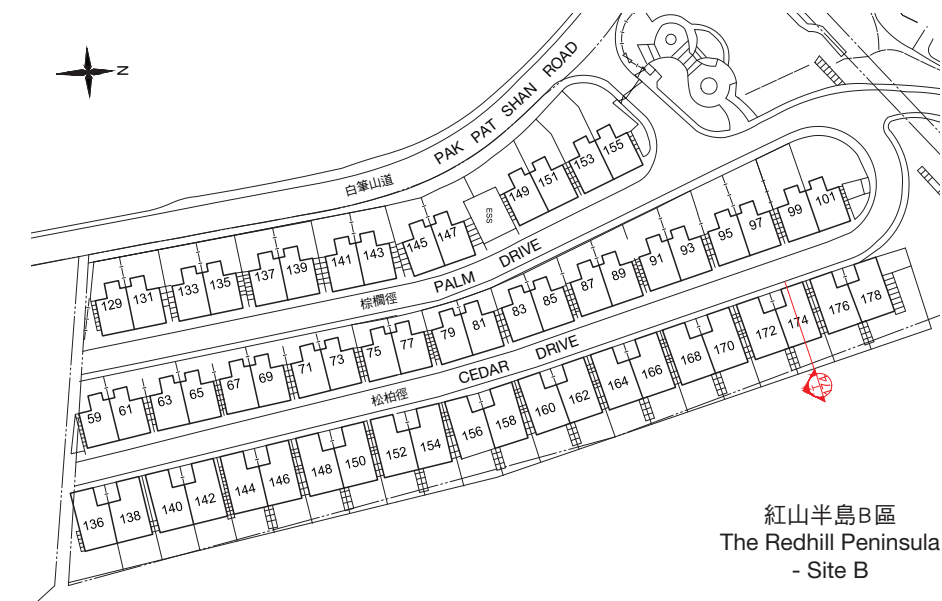 N
PAK PAT SHAN ROAD
白筆山道
ESS
149 151 153 155
129 131 133 135 137 139 141 143 145 147
棕櫚徑
PALM DRIVE
59 61 63 65 67 69 71 73 75 77 79 81 83 85 87 89 91 93 95 97 99 101
松柏徑
CEDAR DRIVE
136 138 140 142 144 146 148 150 152 154 156 158 160 162 164 166 168 170 172 174 176 178
紅山半島B區
The Redhill Peninsula
- Site B